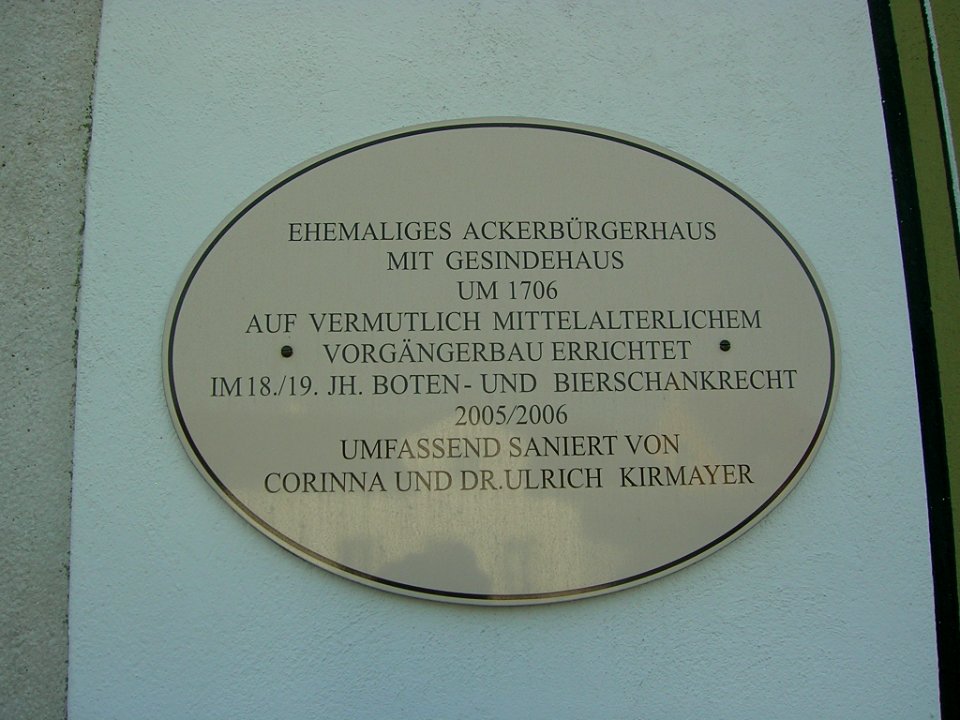 EHEMALIGES ACKERBÜRGERHAUS
MIT GESINDEHAUS
UM 1706
AUF VERMUTLICH MITTELALTERLICHEM
VORGÄNGERBAU ERRICHTET
IM 18./19. JH. BOTEN- UND BIERSCHANKRECHT
2005/2006
UMFASSEND SANIERT VON
CORINNA UND DR.ULRICH KIRMAYER